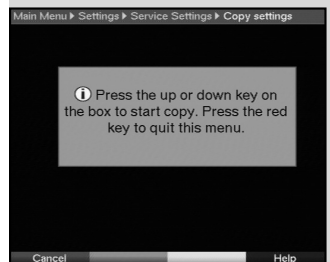 Main Menu ▶ Settings ▶ Service Settings ▶ Copy settings
ⓘ Press the up or down key on
the box to start copy. Press the red
key to quit this menu.
Cancel Help